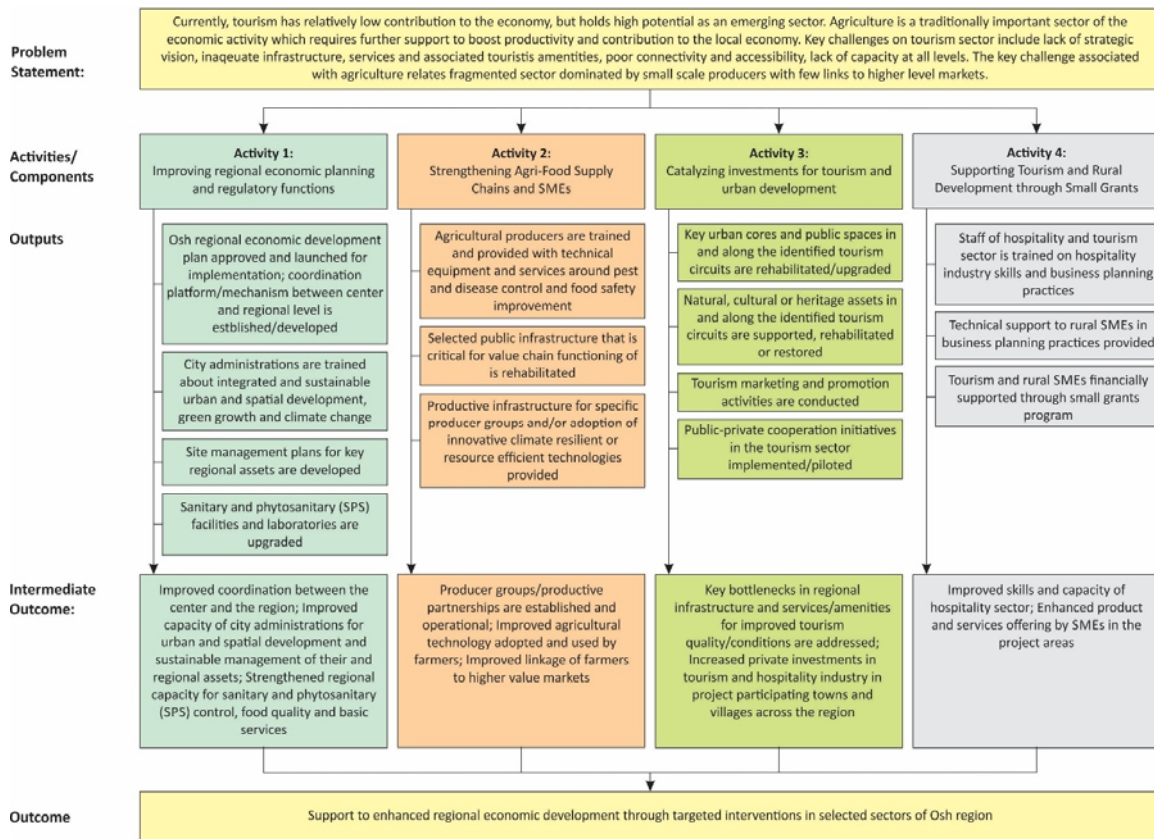 Problem
Statement:
Currently, tourism has relatively low contribution to the economy, but holds high potential as an emerging sector. Agriculture is a traditionally important sector of the
economic activity which requires further support to boost productivity and contribution to the local economy. Key challenges on tourism sector include lack of strategic
vision, inaqeuate infrastructure, services and associated touristis amentities, poor connectivity and accessibility, lack of capacity at all levels. The key challenge associated
with agriculture relates fragmented sector dominated by small scale producers with few links to higher level markets.
Activities/
Components
Activity 1:
Improving regional economic planning
and regulatory functions
Activity 2:
Strengthening Agri-Food Supply
Chains and SMEs
Activity 3:
Catalyzing investments for tourism and
urban development
Activity 4:
Supporting Tourism and Rural
Development through Small Grants
Outputs
Osh regional economic development
plan approved and launched for
implementation; coordination
platform/mechanism between center
and regional level is
estblished/developed
City administrations are trained
about integrated and sustainable
urban and spatial development,
green growth and climate change
Site management plans for key
regional assets are developed
Sanitary and phytosanitary (SPS)
facilities and laboratories are
upgraded
Agricultural producers are trained
and provided with technical
equipment and services around pest
and disease control and food safety
improvement
Selected public infrastructure that is
critical for value chain functioning of
is rehabilitated
Productive infrastructure for specific
producer groups and/or adoption of
innovative climate resilient or
resource efficient technologies
provided
Key urban cores and public spaces in
and along the identified tourism
circuits are rehabilitated/upgraded
Natural, cultural or heritage assets in
and along the identified tourism
circuits are supported, rehabilitated
or restored
Tourism marketing and promotion
activities are conducted
Public-private cooperation initiatives
in the tourism sector
implemented/piloted
Staff of hospitality and tourism
sector is trained on hospitality
industry skills and business planning
practices
Technical support to rural SMEs in
business planning practices provided
Tourism and rural SMEs financially
supported through small grants
program
Intermediate
Outcome:
Improved coordination between the
center and the region; Improved
capacity of city administrations for
urban and spatial development and
sustainable management of their and
regional assets; Strengthened regional
capacity for sanitary and phytosanitary
(SPS) control, food quality and basic
services
Producer groups/productive
partnerships are established and
operational; Improved agricultural
technology adopted and used by
farmers; Improved linkage of farmers
to higher value markets
Key bottlenecks in regional
infrastructure and services/amenities
for improved tourism
quality/conditions are addressed;
Increased private investments in
tourism and hospitality industry in
project participating towns and
villages across the region
Improved skills and capacity of
hospitality sector; Enhanced product
and services offering by SMEs in the
project areas
Outcome
Support to enhanced regional economic development through targeted interventions in selected sectors of Osh region